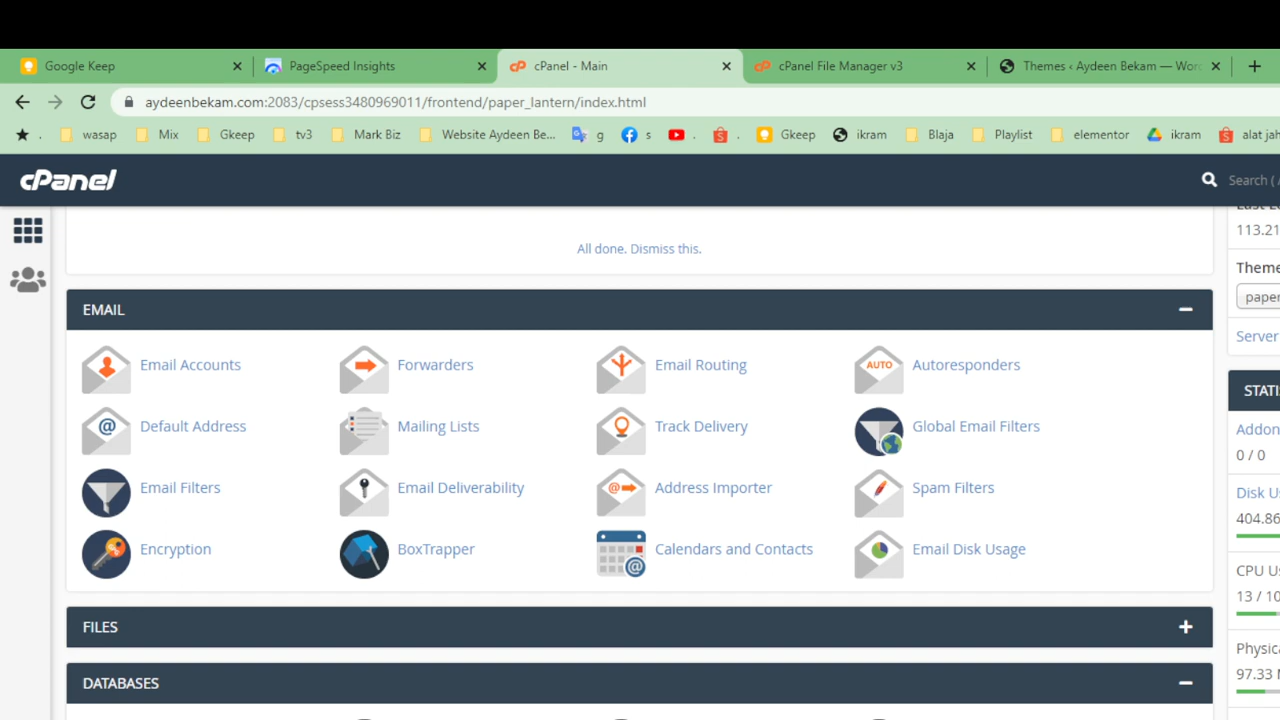 Google Keep
PageSpeed Insights
cPanel - Main
cPanel File Manager v3
Themes ‹ Aydeen Bekam — Worc
aydeenbekam.com:2083/cpsess3480969011/frontend/paper_lantern/index.html
. wasap Mix Gkeep tv3 Mark Biz Website Aydeen Be... g s . . Gkeep ikram Blaja Playlist elementor ikram alat jah
cPanel
Search ( /
113.21
All done. Dismiss this.
Theme
paper
EMAIL
Server
Email Accounts Forwarders Email Routing Autoresponders
STATIS
Default Address Mailing Lists Track Delivery Global Email Filters
Addon
0 / 0
Email Filters Email Deliverability Address Importer Spam Filters
Disk Us
404.86
Encryption BoxTrapper Calendars and Contacts Email Disk Usage
CPU Us
13 / 10
FILES
Physica
97.33 M
DATABASES